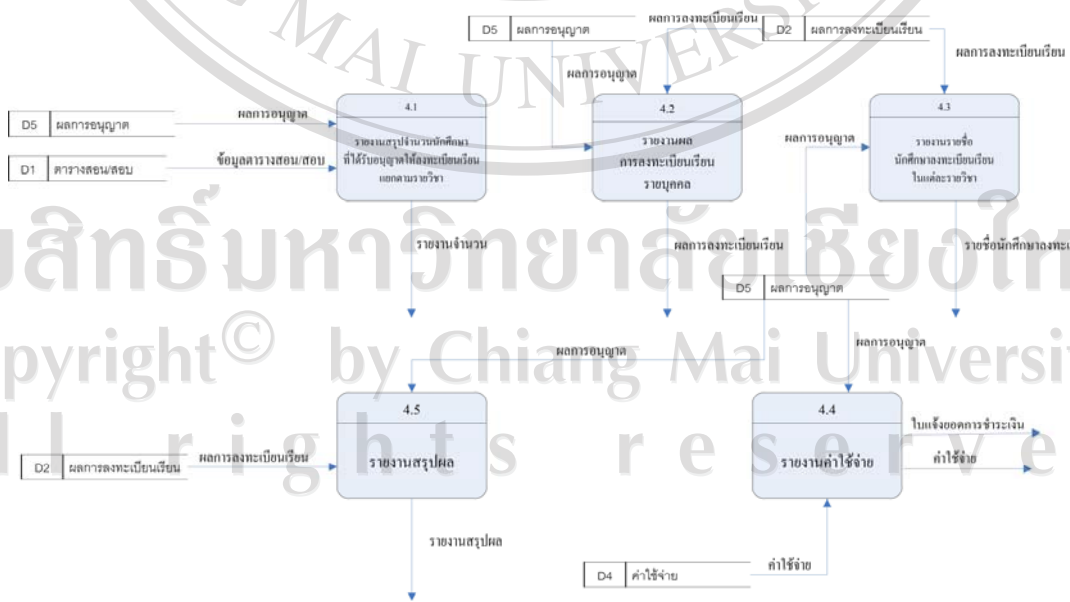 MAI UNIVERS
D5 ผลการอนุญาต
ผลการลงทะเบียนเรียน
D2 ผลการลงทะเบียนเรียน
ผลการลงทะเบียนเรียน
ผลการอนุญาต
D5 ผลการอนุญาต
ผลการอนุญาต
D1 ตารางสอน/สอบ
ข้อมูลตารางสอน/สอบ
4.1
รายงานสรุปจำนวนนักศึกษา
ที่ได้รับอนุญาตให้ลงทะเบียนเรียน
แยกตามรายวิชา
4.2
รายงานผล
การลงทะเบียนเรียน
รายบุคคล
ผลการอนุญาต
4.3
รายงานรายชื่อ
นักศึกษาลงทะเบียนเรียน
ในแต่ละรายวิชา
รายงานจำนวน
ผลการลงทะเบียนเรียน
รายชื่อนักศึกษาลงทะเ
ยสิทธิ์มหาวิทยาลัยเชียงให
D5 ผลการอนุญาต
pyright© by Chiang Mai Universi
ผลการอนุญาต
ผลการอนุญาต
4.5
รายงานสรุปผล
4.4
รายงานค่าใช้จ่าย
ใบแจ้งยอดการชำระเงิน
ค่าใช้จ่าย
l rights reserve
D2 ผลการลงทะเบียนเรียน
ผลการลงทะเบียนเรียน
รายงานสรุปผล
D4 ค่าใช้จ่าย
ค่าใช้จ่าย